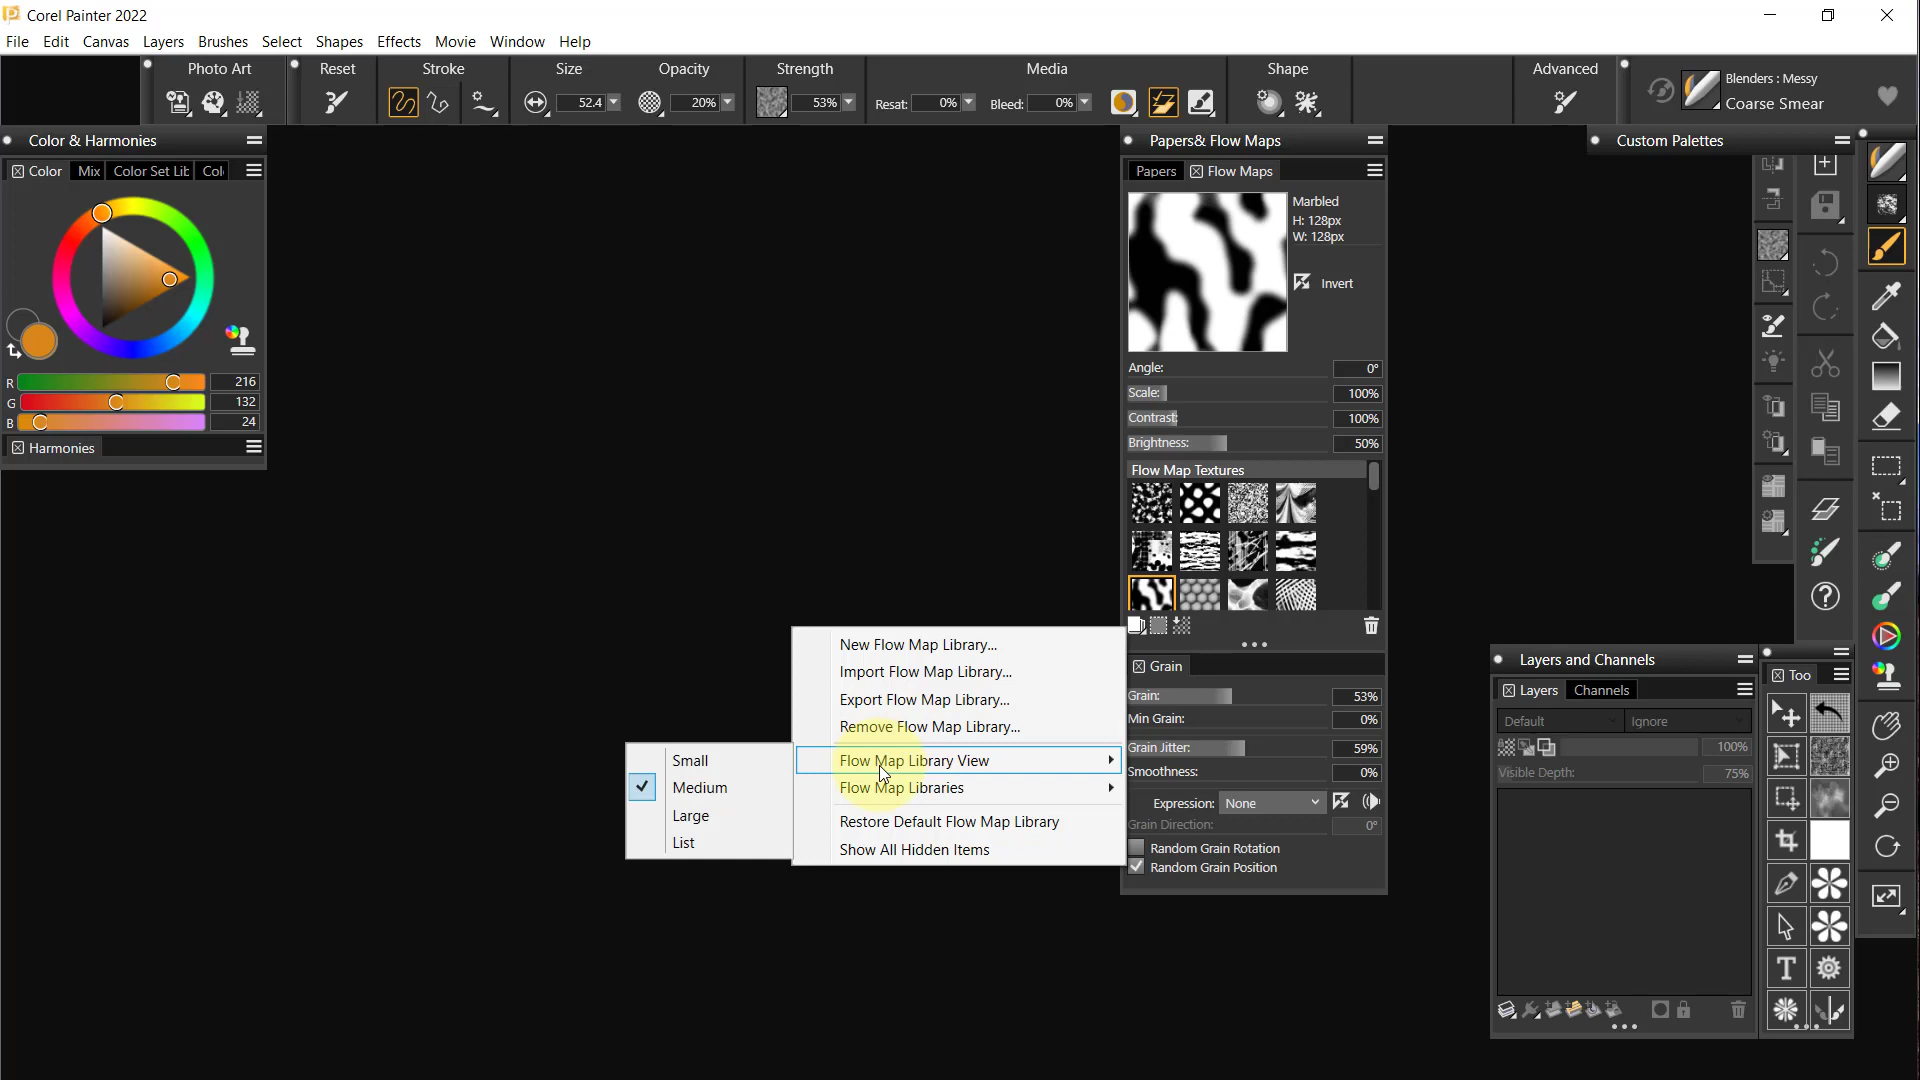 Corel Painter 2022
File Edit Canvas Layers Brushes Select Shapes Effects Movie Window Help
Photo Art Reset Stroke Size Opacity Strength Media Shape Advanced
52.4 20% 53% Resat: 0% Bleed: 0%
Blenders : Messy
Coarse Smear
Color & Harmonies
Color Mix Color Set Lib Col
R 216
G 132
B 24
Harmonies
Papers& Flow Maps
Papers Flow Maps
Marbled
H: 128px
W: 128px
Invert
Angle: 0°
Scale: 100%
Contrast: 100%
Brightness: 50%
Flow Map Textures
Grain
Grain: 53%
Min Grain: 0%
Grain Jitter: 59%
Smoothness: 0%
Expression: None
Grain Direction: 0°
Random Grain Rotation
Random Grain Position
New Flow Map Library...
Import Flow Map Library...
Export Flow Map Library...
Remove Flow Map Library...
Flow Map Library View
Flow Map Libraries
Restore Default Flow Map Library
Show All Hidden Items
Small
Medium
Large
List
Custom Palettes
Layers and Channels
Layers Channels
Default Ignore
100%
Visible Depth: 75%
Too
T